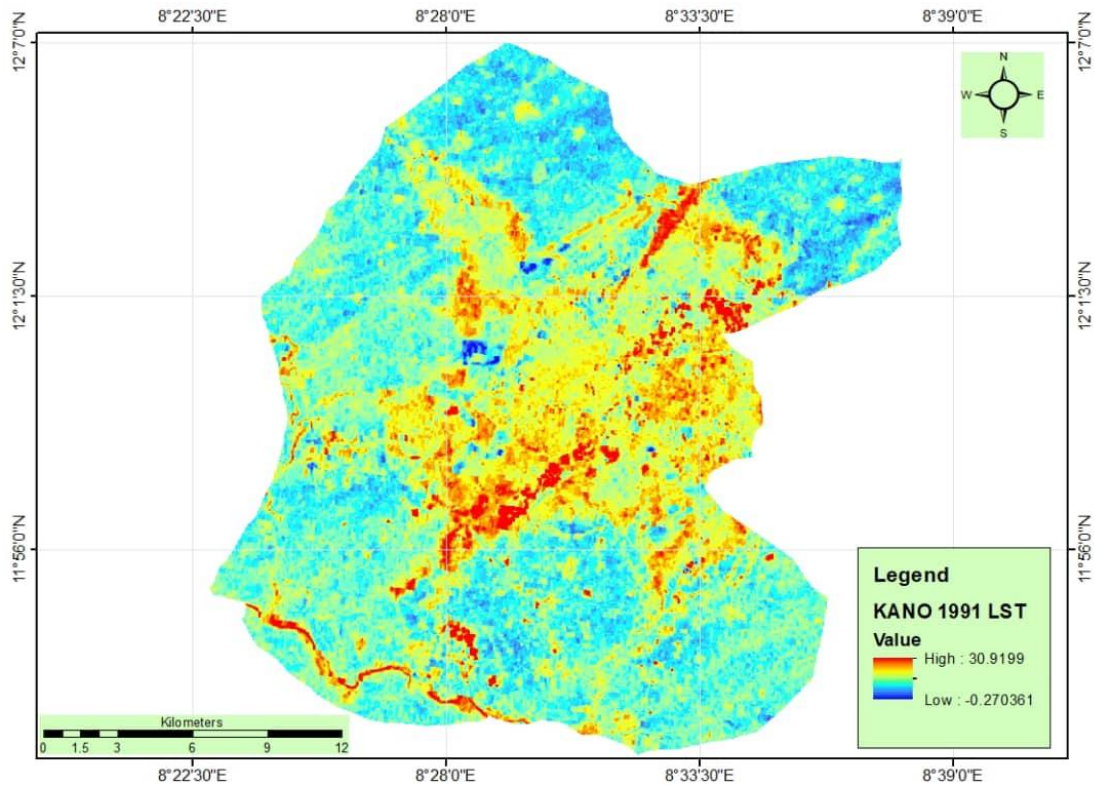 8°22'30"E 8°28'0"E 8°33'30"E 8°39'0"E
12°7'0"N 12°7'0"N
N
W E
S
12°1'30"N 12°1'30"N
11°56'0"N 11°56'0"N
Legend
KANO 1991 LST
Value
High : 30.9199
Low : -0.270361
Kilometers
0 1.5 3 6 9 12
8°22'30"E 8°28'0"E 8°33'30"E 8°39'0"E